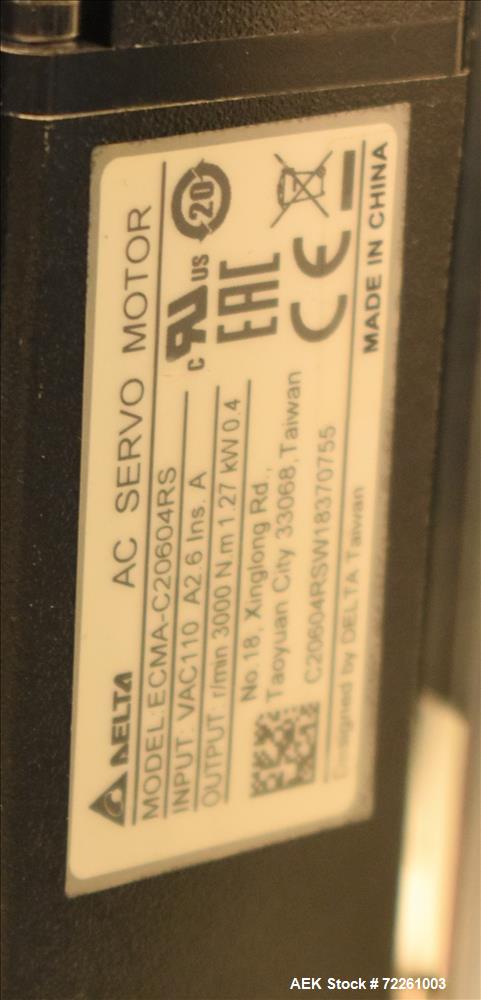 DELTA AC SERVO MOTOR
MODEL:ECMA-C20604RS
INPUT: VAC110 A2.6 Ins. A
OUTPUT: r/min 3000 N.m 1.27 kW 0.4
c RU US
20
EAC
CE
No.18, Xinglong Rd.,
Taoyuan City 33068, Taiwan
C20604RSW18370755
Designed by DELTA Taiwan
MADE IN CHINA
AEK Stock # 72261003